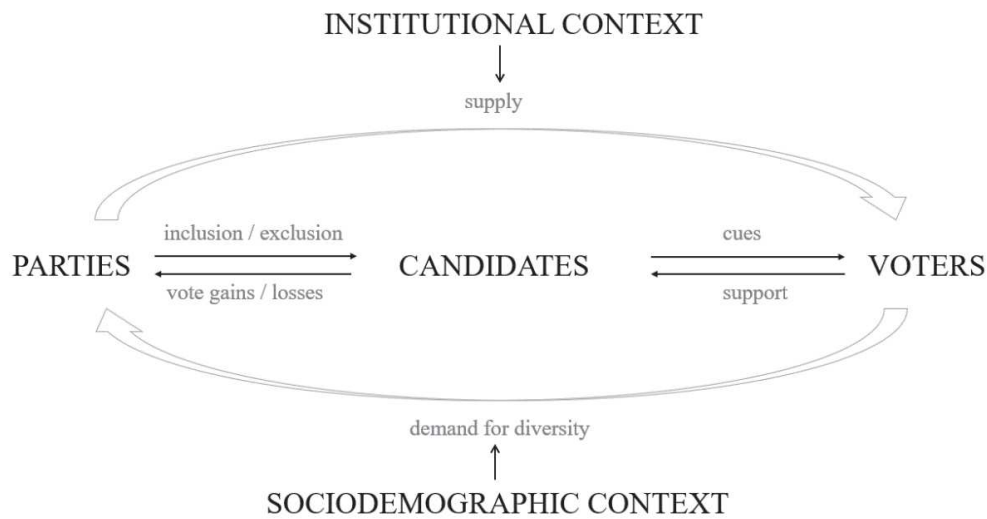 INSTITUTIONAL CONTEXT
supply
inclusion / exclusion
cues
PARTIES
CANDIDATES
VOTERS
vote gains / losses
support
demand for diversity
SOCIODEMOGRAPHIC CONTEXT